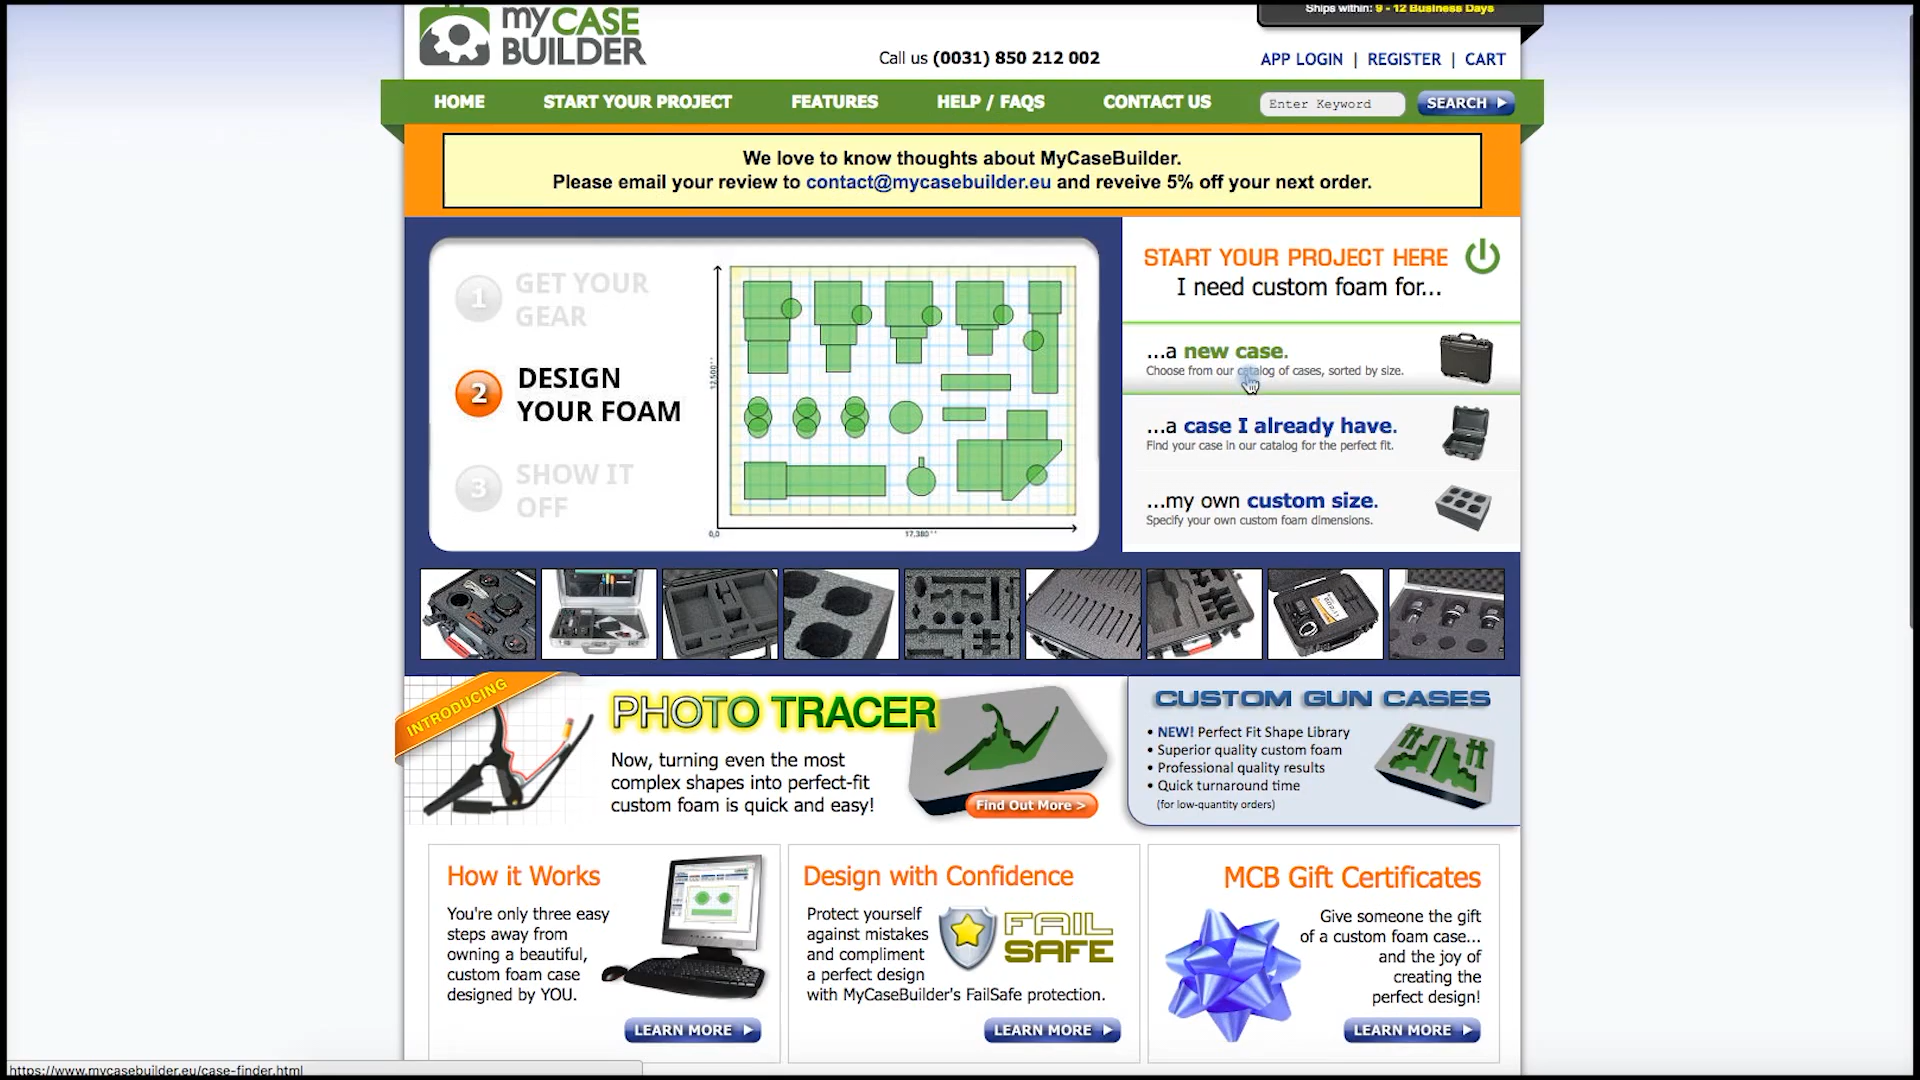 Ships within: 9 - 12 Business Days
MY CASE
BUILDER
Call us (0031) 850 212 002
APP LOGIN | REGISTER | CART
HOME
START YOUR PROJECT
FEATURES
HELP / FAQS
CONTACT US
Enter Keyword
SEARCH
We love to know thoughts about MyCaseBuilder.
Please email your review to contact@mycasebuilder.eu and reveive 5% off your next order.
1 GET YOUR
GEAR
2 DESIGN
YOUR FOAM
3 SHOW IT
OFF
12,500''
0,0
17,380''
START YOUR PROJECT HERE
I need custom foam for...
...a new case.
Choose from our catalog of cases, sorted by size.
...a case I already have.
Find your case in our catalog for the perfect fit.
...my own custom size.
Specify your own custom foam dimensions.
INTRODUCING
PHOTO TRACER
Now, turning even the most
complex shapes into perfect-fit
custom foam is quick and easy!
Find Out More >
CUSTOM GUN CASES
• NEW! Perfect Fit Shape Library
• Superior quality custom foam
• Professional quality results
• Quick turnaround time
(for low-quantity orders)
How it Works
You're only three easy
steps away from
owning a beautiful,
custom foam case
designed by YOU.
LEARN MORE
Design with Confidence
Protect yourself
against mistakes
and compliment
a perfect design
with MyCaseBuilder's FailSafe protection.
FAIL
SAFE
LEARN MORE
MCB Gift Certificates
Give someone the gift
of a custom foam case...
and the joy of
creating the
perfect design!
LEARN MORE
https://www.mycasebuilder.eu/case-finder.html